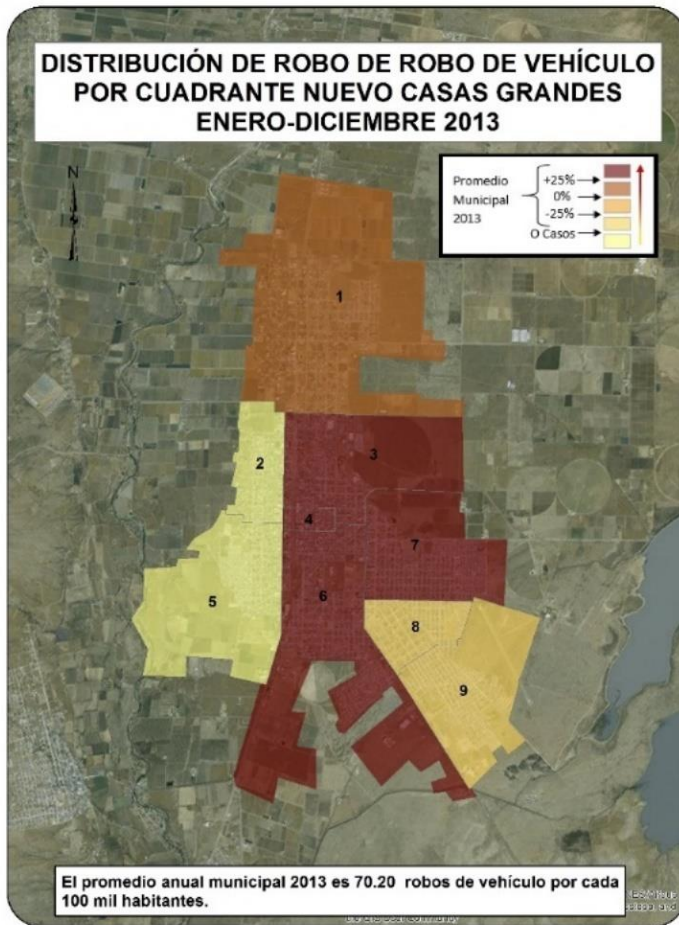 DISTRIBUCIÓN DE ROBO DE ROBO DE VEHÍCULO
POR CUADRANTE NUEVO CASAS GRANDES
ENERO-DICIEMBRE 2013
N
Promedio
Municipal
2013
+25%
0%
-25%
O Casos
1
2
3
4
7
5
6
8
9
El promedio anual municipal 2013 es 70.20 robos de vehículo por cada
100 mil habitantes.